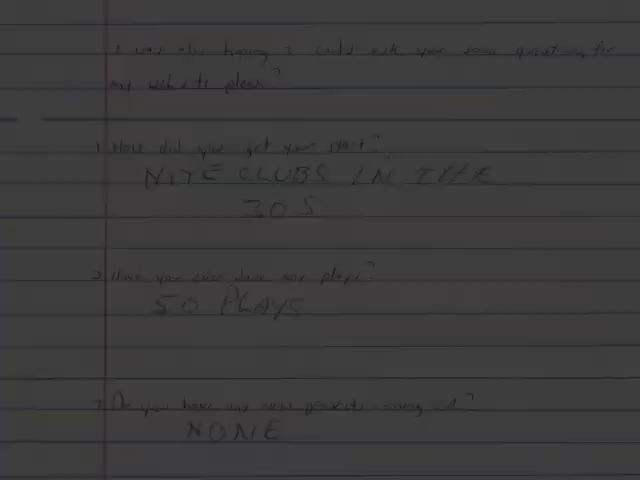 I was also hoping I could ask you some questions for
my website please?
1. How did you get your start?
NITE CLUBS IN THE
30S
2. Have you ever done any plays?
50 PLAYS
3. Do you have any new projects coming out?
NONE